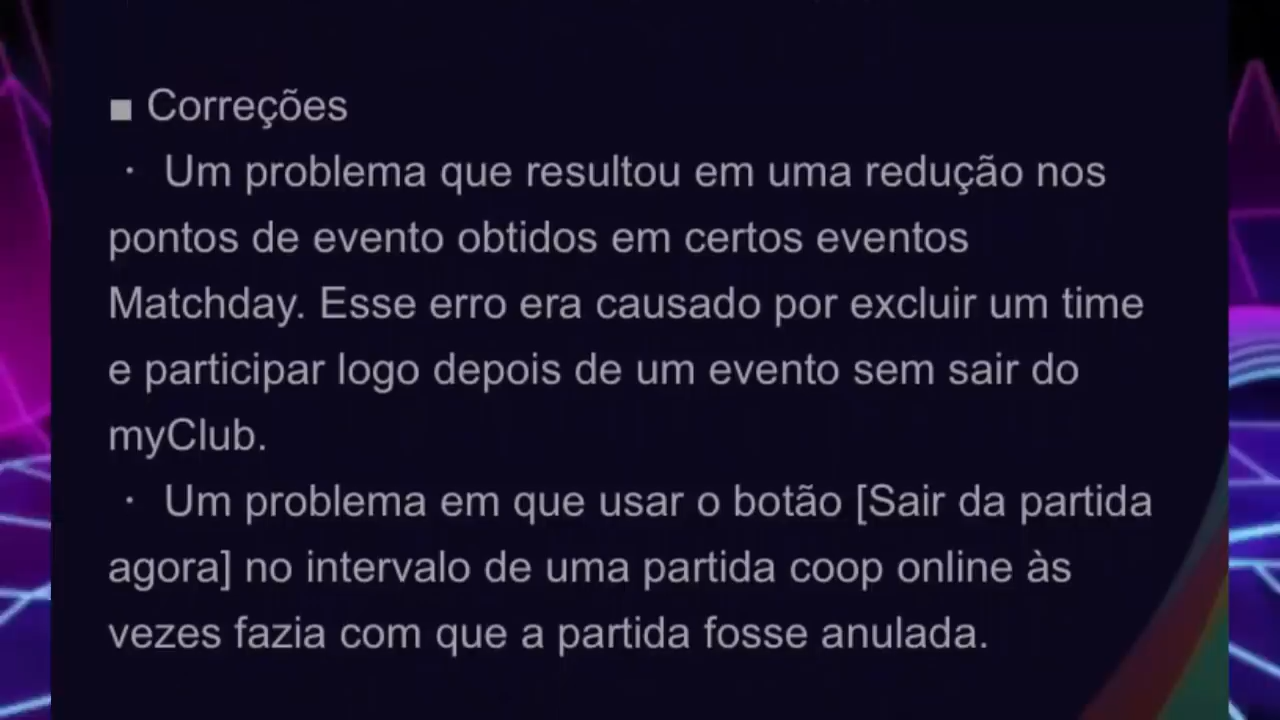 ■ Correções
· Um problema que resultou em uma redução nos
pontos de evento obtidos em certos eventos
Matchday. Esse erro era causado por excluir um time
e participar logo depois de um evento sem sair do
myClub.
· Um problema em que usar o botão [Sair da partida
agora] no intervalo de uma partida coop online às
vezes fazia com que a partida fosse anulada.